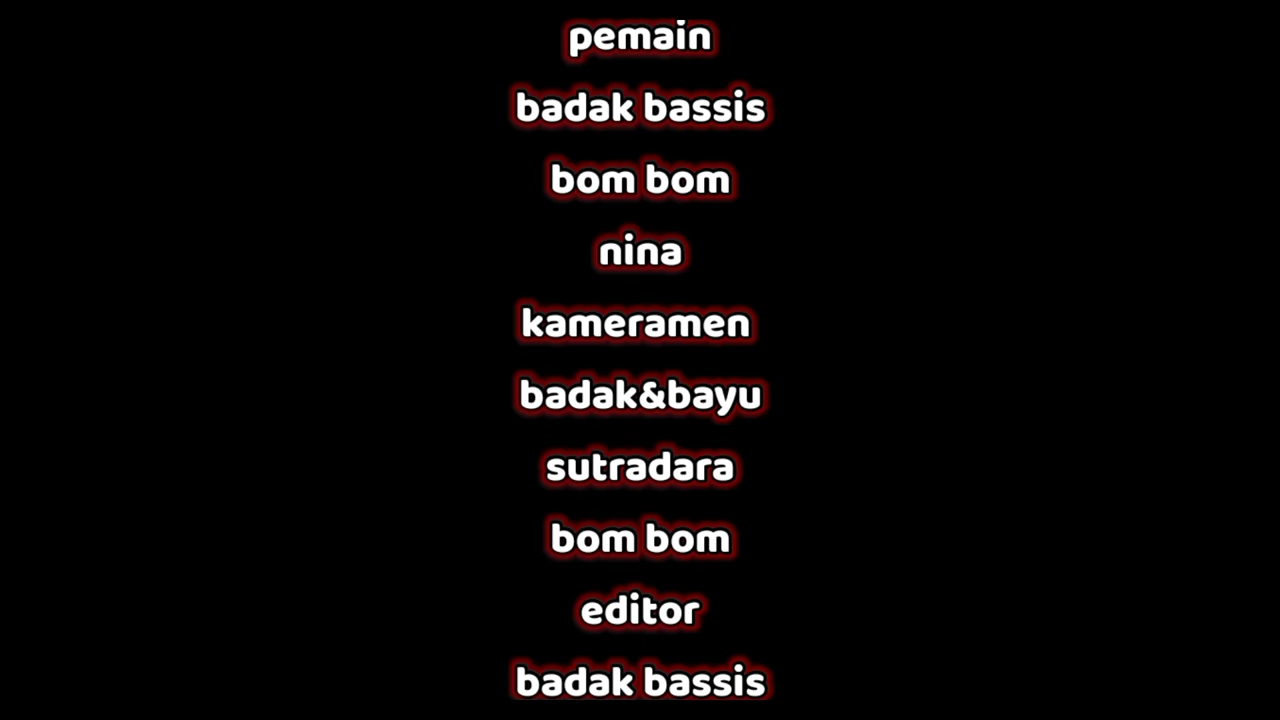 pemain
badak bassis
bom bom
nina
kameramen
badak&bayu
sutradara
bom bom
editor
badak bassis